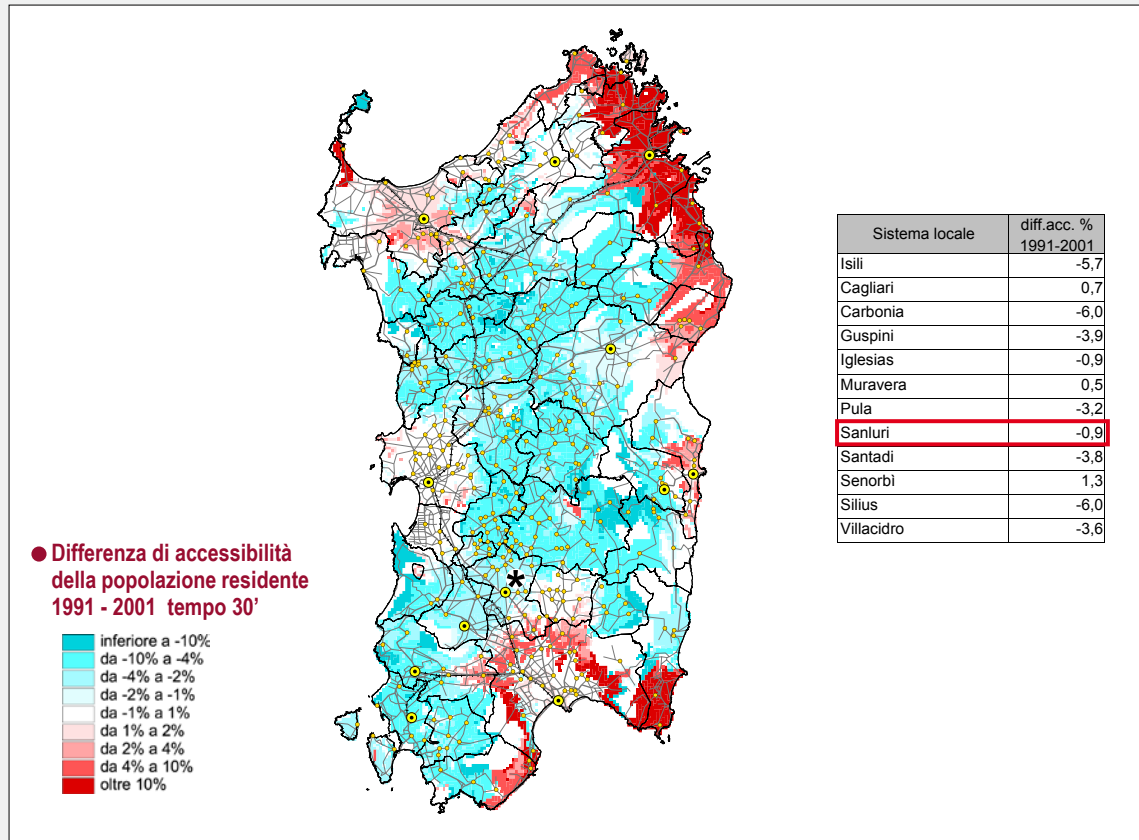 Differenza di accessibilità
della popolazione residente
1991 - 2001 tempo 30’
inferiore a -10%
da -10% a -4%
da -4% a -2%
da -2% a -1%
da -1% a 1%
da 1% a 2%
da 2% a 4%
da 4% a 10%
oltre 10%
*
Sistema locale diff.acc. %
1991-2001
Isili -5,7
Cagliari 0,7
Carbonia -6,0
Guspini -3,9
Iglesias -0,9
Muravera 0,5
Pula -3,2
Sanluri -0,9
Santadi -3,8
Senorbì 1,3
Silius -6,0
Villacidro -3,6